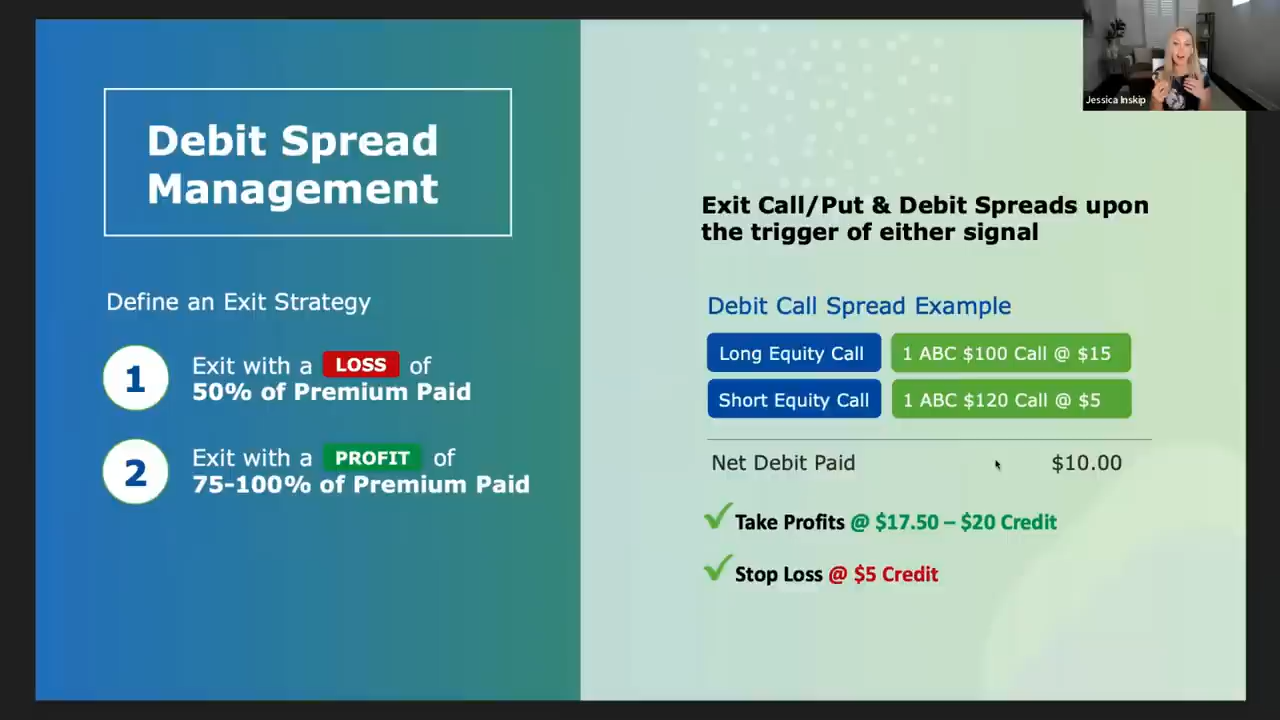 Debit Spread
Management
Define an Exit Strategy
1
Exit with a LOSS of
50% of Premium Paid
2
Exit with a PROFIT of
75-100% of Premium Paid
Jessica Inskip
Exit Call/Put & Debit Spreads upon
the trigger of either signal
Debit Call Spread Example
Long Equity Call 1 ABC $100 Call @ $15
Short Equity Call 1 ABC $120 Call @ $5
Net Debit Paid $10.00
Take Profits @ $17.50 – $20 Credit
Stop Loss @ $5 Credit